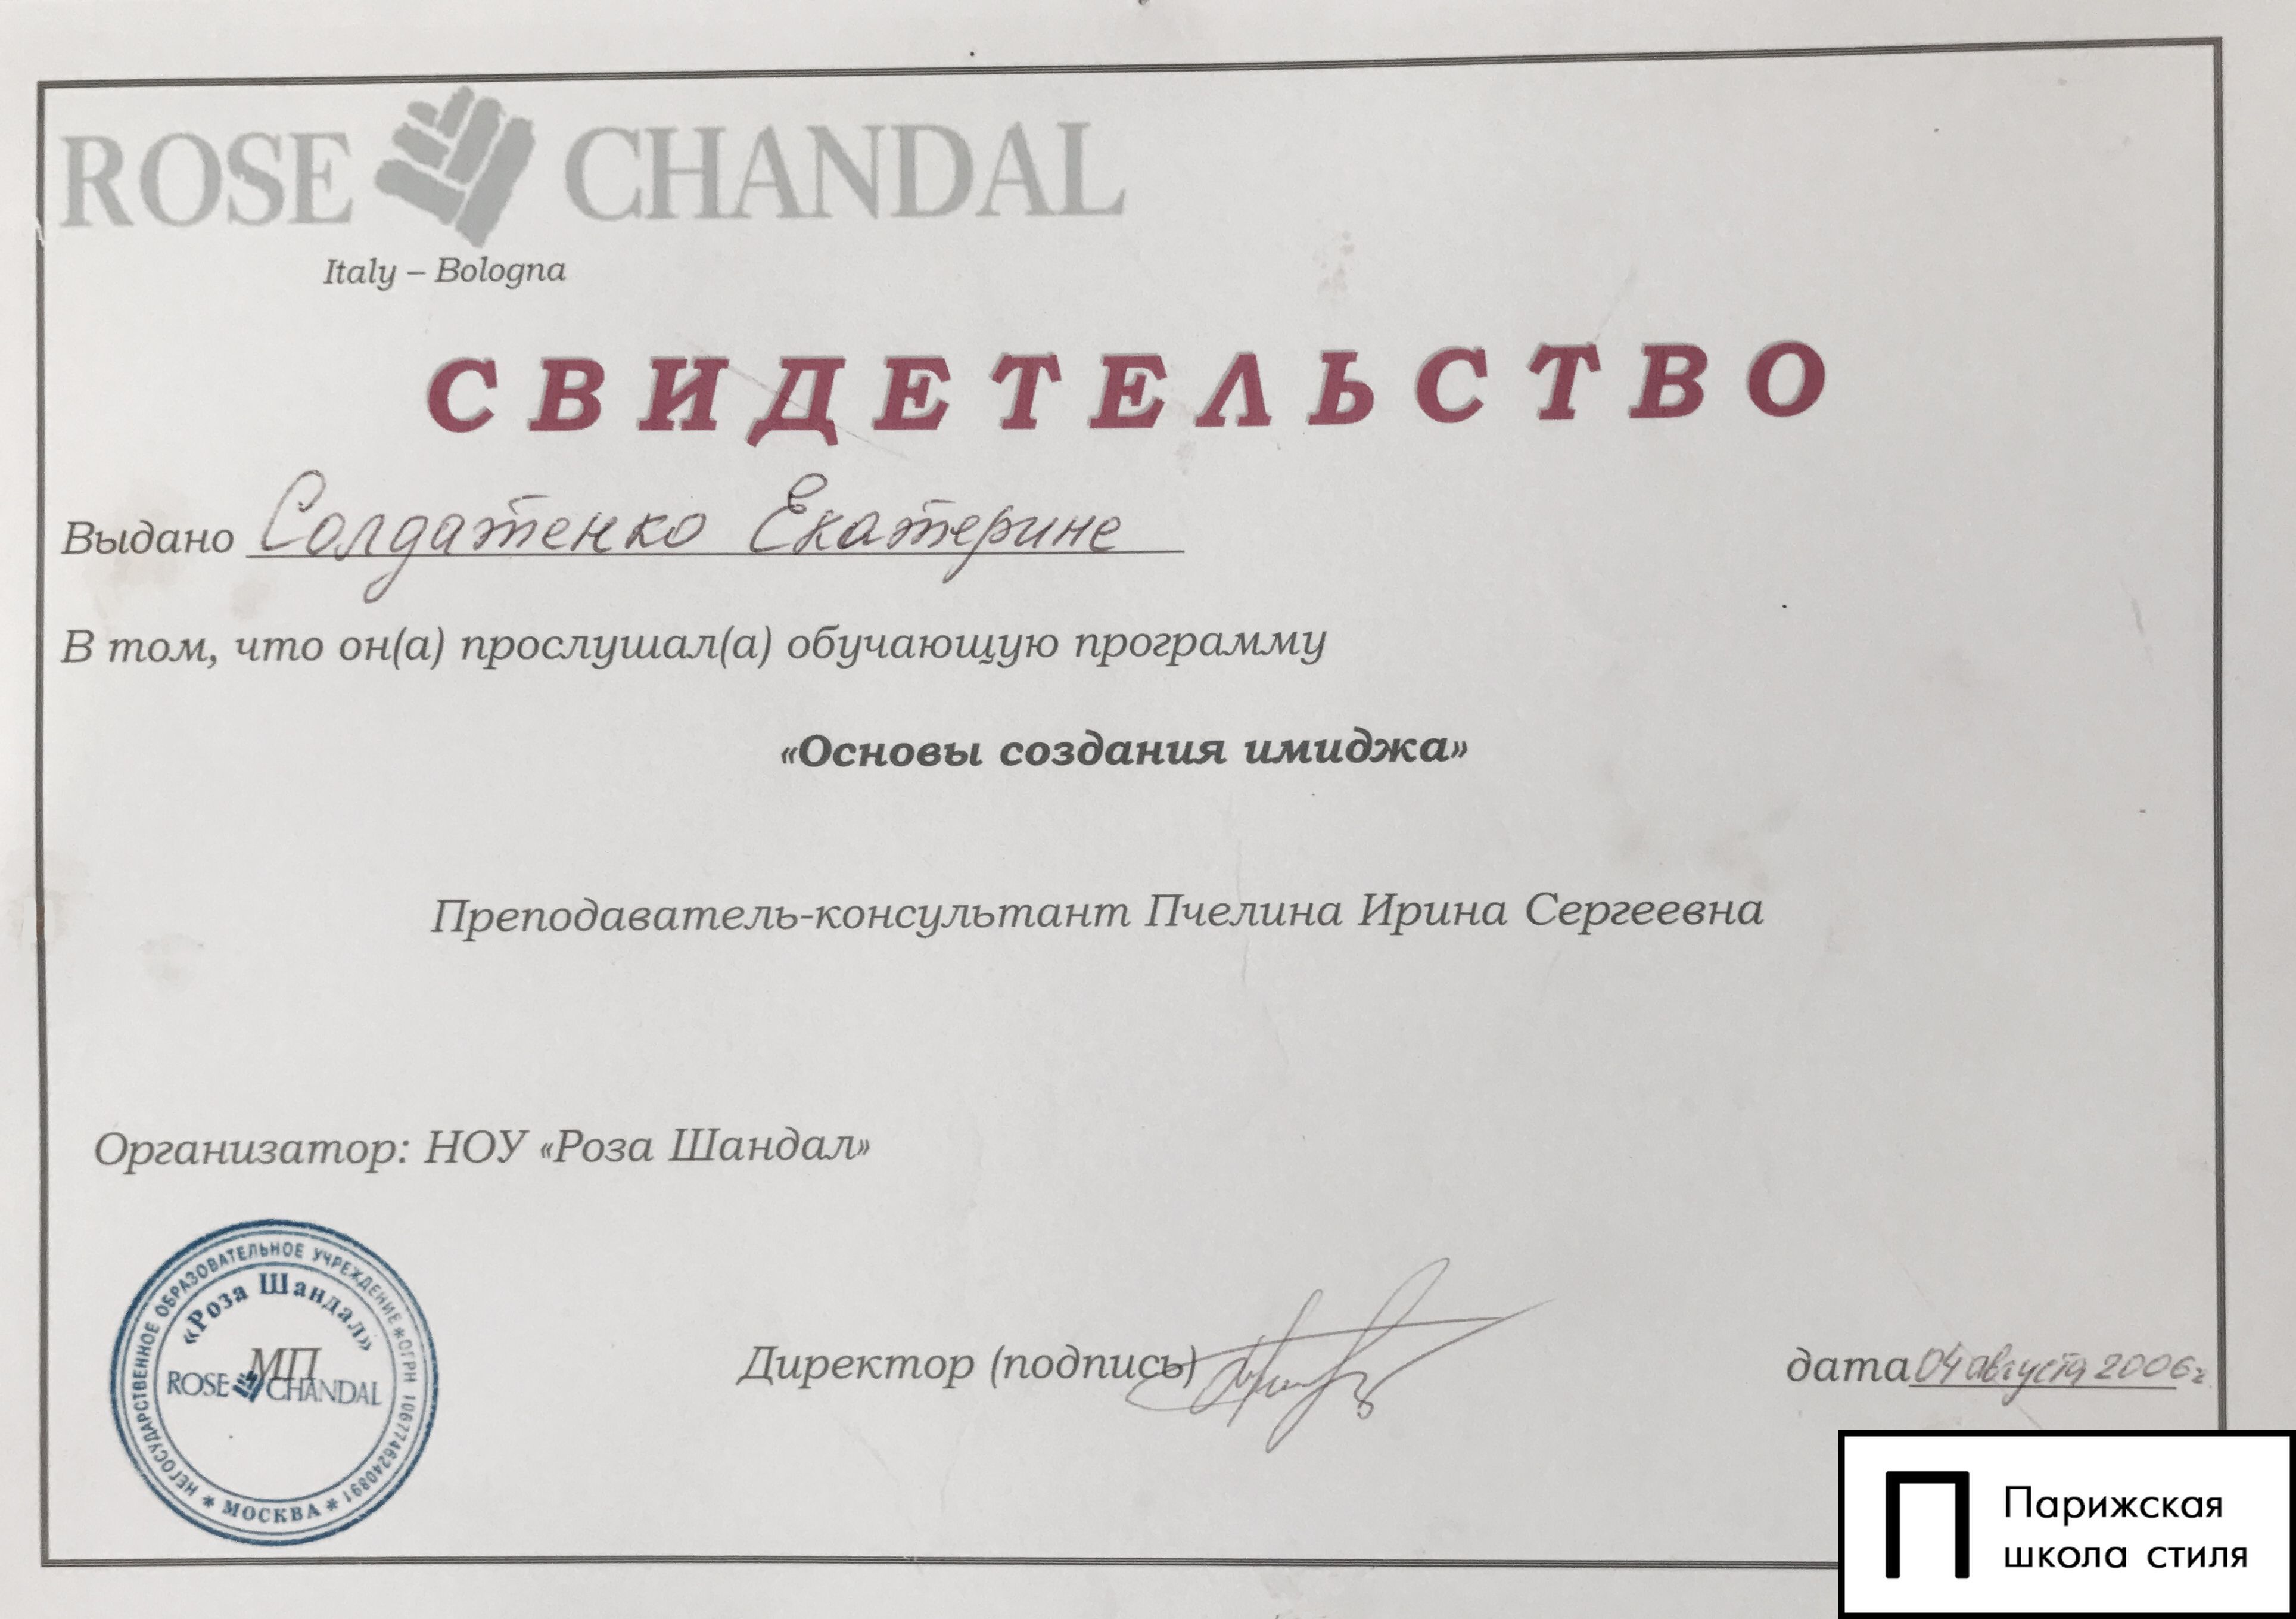 ROSE CHANDAL
Italy – Bologna
СВИДЕТЕЛЬСТВО
Выдано Солдатенко Екатерине
В том, что он(а) прослушал(а) обучающую программу
«Основы создания имиджа»
Преподаватель-консультант Пчелина Ирина Сергеевна
Организатор: НОУ «Роза Шандал»
НЕГОСУДАРСТВЕННОЕ ОБРАЗОВАТЕЛЬНОЕ УЧРЕЖДЕНИЕ * ОГРН 1067746240891 * МОСКВА *
«Роза Шандал»
МП
ROSE CHANDAL
Директор (подпись)
дата 04 августа 2006г.
Парижская
школа стиля